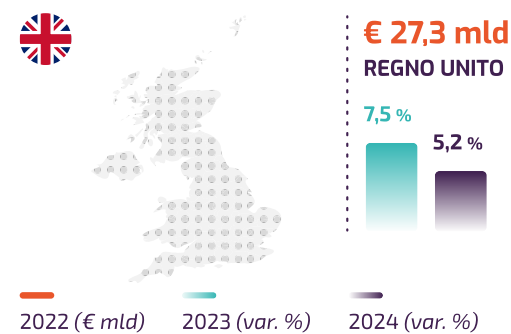 € 27,3 mld
REGNO UNITO
7,5 %
5,2 %
2022 (€ mld)
2023 (var. %)
2024 (var. %)